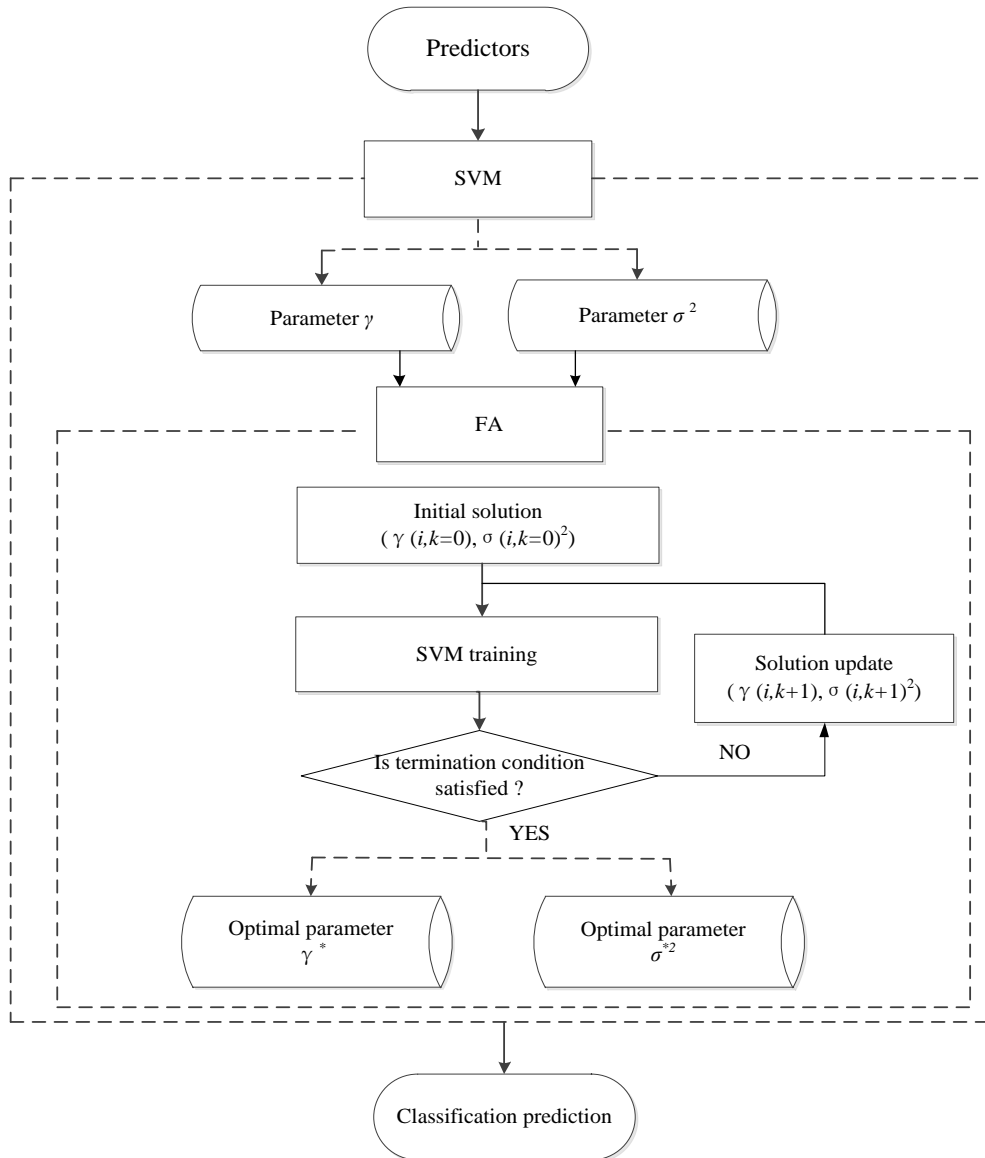 Predictors
SVM
Parameter γ
Parameter σ ²
FA
Initial solution
( γ (i,k=0), σ (i,k=0)²)
SVM training
Solution update
( γ (i,k+1), σ (i,k+1)²)
Is termination condition
satisfied ?
NO
YES
Optimal parameter
γ *
Optimal parameter
σ*²
Classification prediction